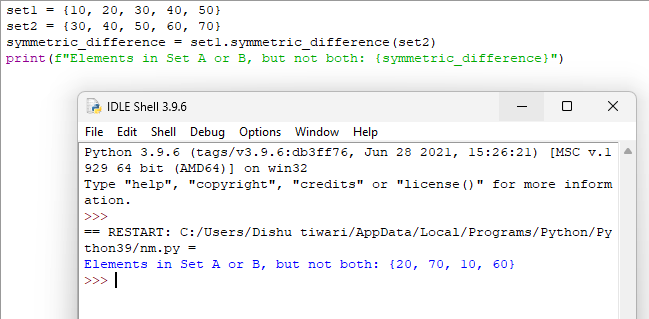 set1 = {10, 20, 30, 40, 50}
set2 = {30, 40, 50, 60, 70}
symmetric_difference = set1.symmetric_difference(set2)
print(f"Elements in Set A or B, but not both: {symmetric_difference}")
IDLE Shell 3.9.6
File Edit Shell Debug Options Window Help
Python 3.9.6 (tags/v3.9.6:db3ff76, Jun 28 2021, 15:26:21) [MSC v.1
929 64 bit (AMD64)] on win32
Type "help", "copyright", "credits" or "license()" for more inform
ation.
>>>
== RESTART: C:/Users/Dishu tiwari/AppData/Local/Programs/Python/Py
thon39/nm.py =
Elements in Set A or B, but not both: {20, 70, 10, 60}
>>>